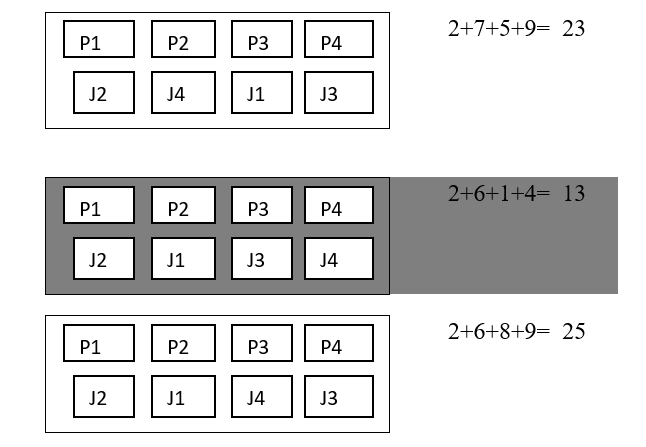 P1 P2 P3 P4 2+7+5+9= 23
J2 J4 J1 J3
P1 P2 P3 P4 2+6+1+4= 13
J2 J1 J3 J4
P1 P2 P3 P4 2+6+8+9= 25
J2 J1 J4 J3